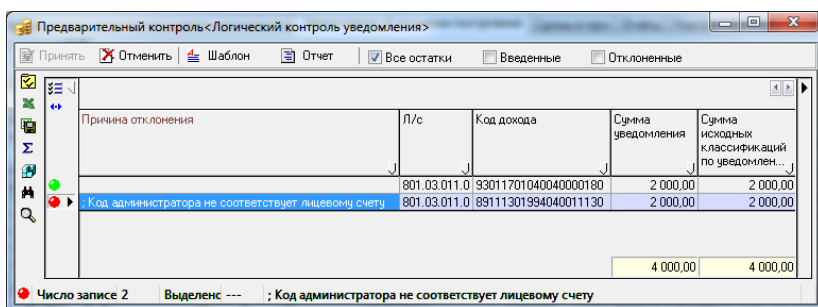 Предварительный контроль<Логический контроль уведомления>
Принять Отменить Шаблон Отчет Все остатки Введенные Отклоненные
Причина отклонения Л/с Код дохода Сумма уведомления Сумма исходных классификаций по уведомлен...
801.03.011.0 93011701040040000180 2 000,00 2 000,00
; Код администратора не соответствует лицевому счету 801.03.011.0 89111301994040011130 2 000,00 2 000,00
4 000,00 4 000,00
Число записе 2 Выделено --- ; Код администратора не соответствует лицевому счету